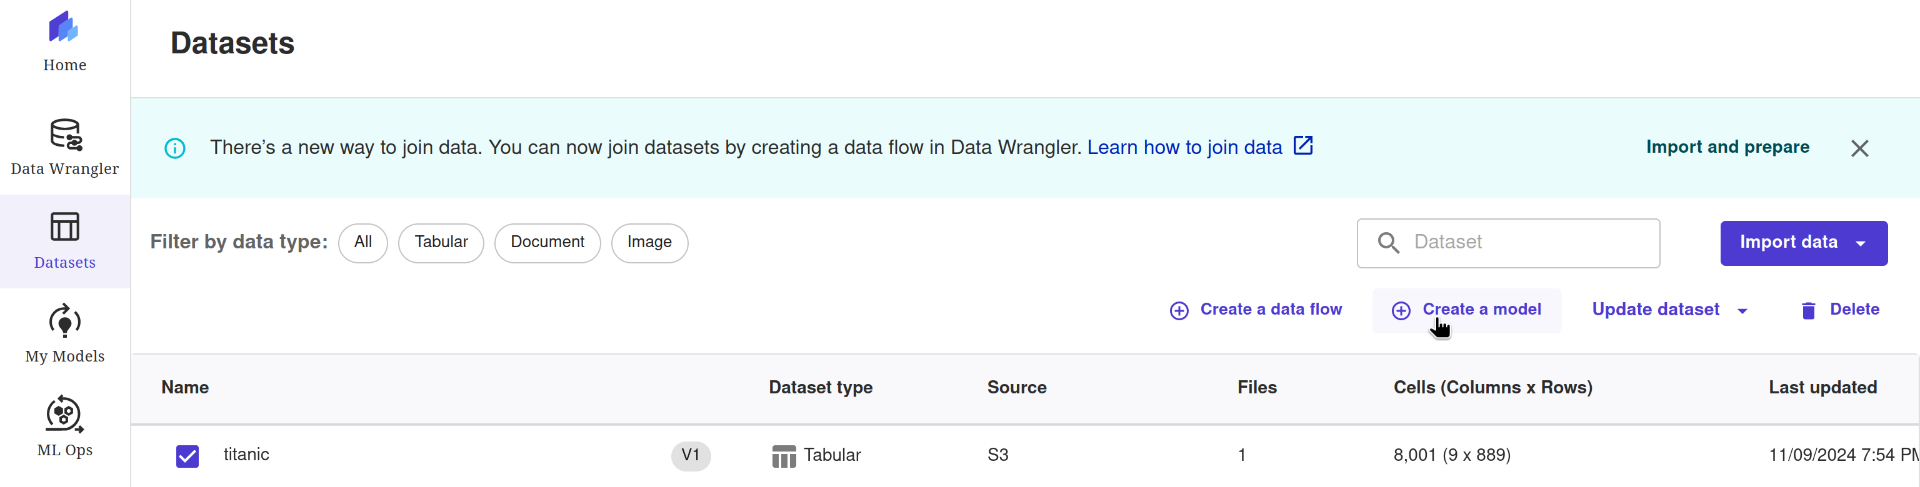 Home
Data Wrangler
Datasets
My Models
ML Ops
Datasets
There's a new way to join data. You can now join datasets by creating a data flow in Data Wrangler. Learn how to join data Import and prepare
Filter by data type: All Tabular Document Image Dataset Import data
Create a data flow Create a model Update dataset Delete
Name Dataset type Source Files Cells (Columns x Rows) Last updated
titanic V1 Tabular S3 1 8,001 (9 x 889) 11/09/2024 7:54 PM